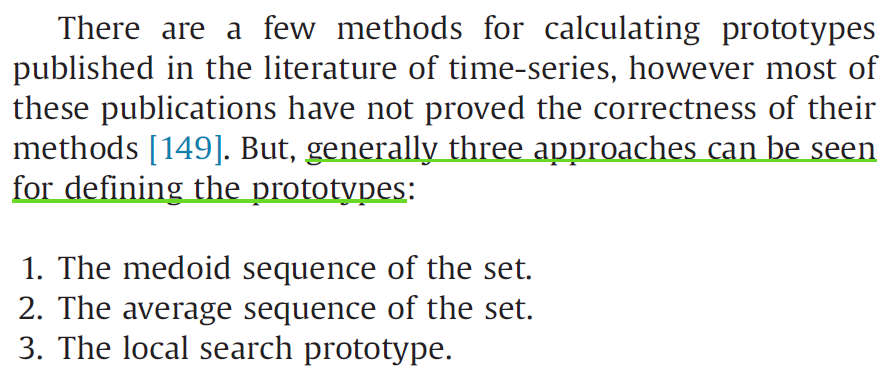 There are a few methods for calculating prototypes
published in the literature of time-series, however most of
these publications have not proved the correctness of their
methods [149]. But, generally three approaches can be seen
for defining the prototypes:
1. The medoid sequence of the set.
2. The average sequence of the set.
3. The local search prototype.